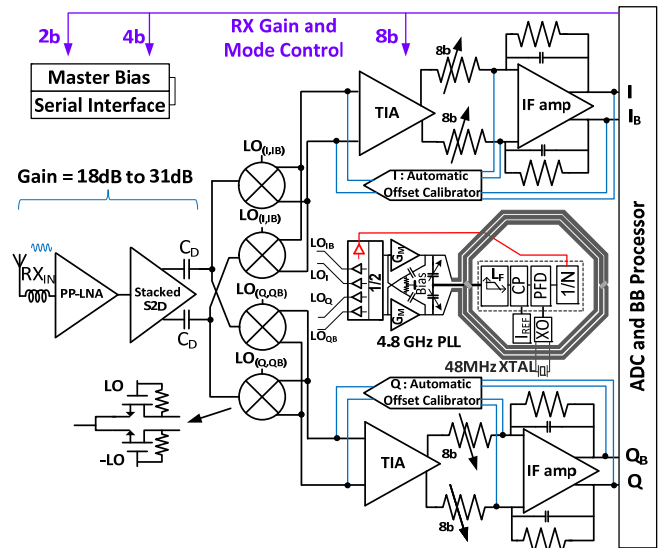 RX Gain and
Mode Control
2b
4b
8b
Master Bias
Serial Interface
Gain = 18dB to 31dB
RXIN
PP-LNA
Stacked
S2D
CD
CD
LO(I,IB)
LO(I,IB)
LO(Q,QB)
LO(Q,QB)
LO
-LO
TIA
8b
8b
IF amp
I
IB
I : Automatic
Offset Calibrator
LOIB
LOI
LOQ
LOQB
1/2
GM
Bias
GM
4.8 GHz PLL
LF
CP
PFD
1/N
IREF
XO
48MHz XTAL
Q : Automatic
Offset Calibrator
TIA
8b
8b
IF amp
QB
Q
ADC and BB Processor